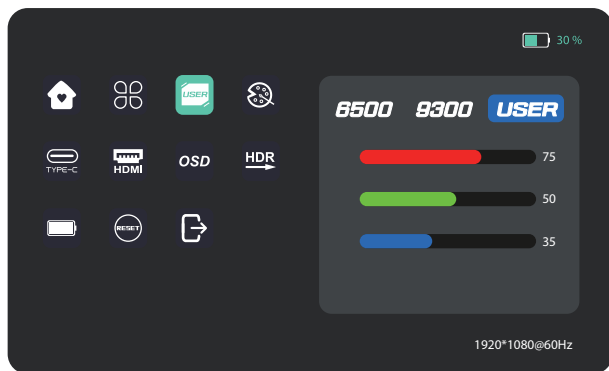 30 %
USER
6500 9300 USER
75
TYPE-C HDMI OSD HDR
50
RESET
35
1920*1080@60Hz